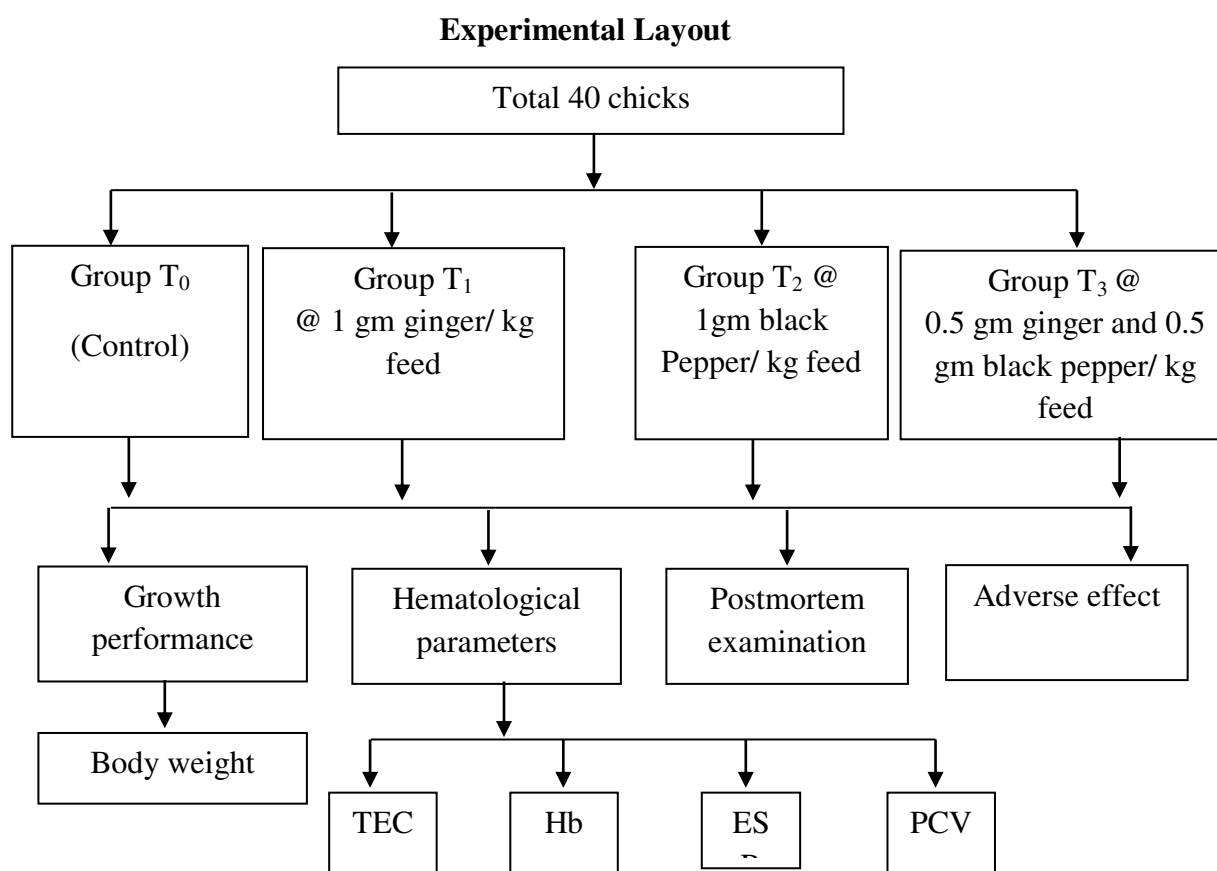 Experimental Layout
Total 40 chicks
Group T₀
(Control)
Group T₁
@ 1 gm ginger/ kg
feed
Group T₂ @
1gm black
Pepper/ kg feed
Group T₃ @
0.5 gm ginger and 0.5
gm black pepper/ kg
feed
Growth
performance
Hematological
parameters
Postmortem
examination
Adverse effect
Body weight
TEC
Hb
ES
PCV